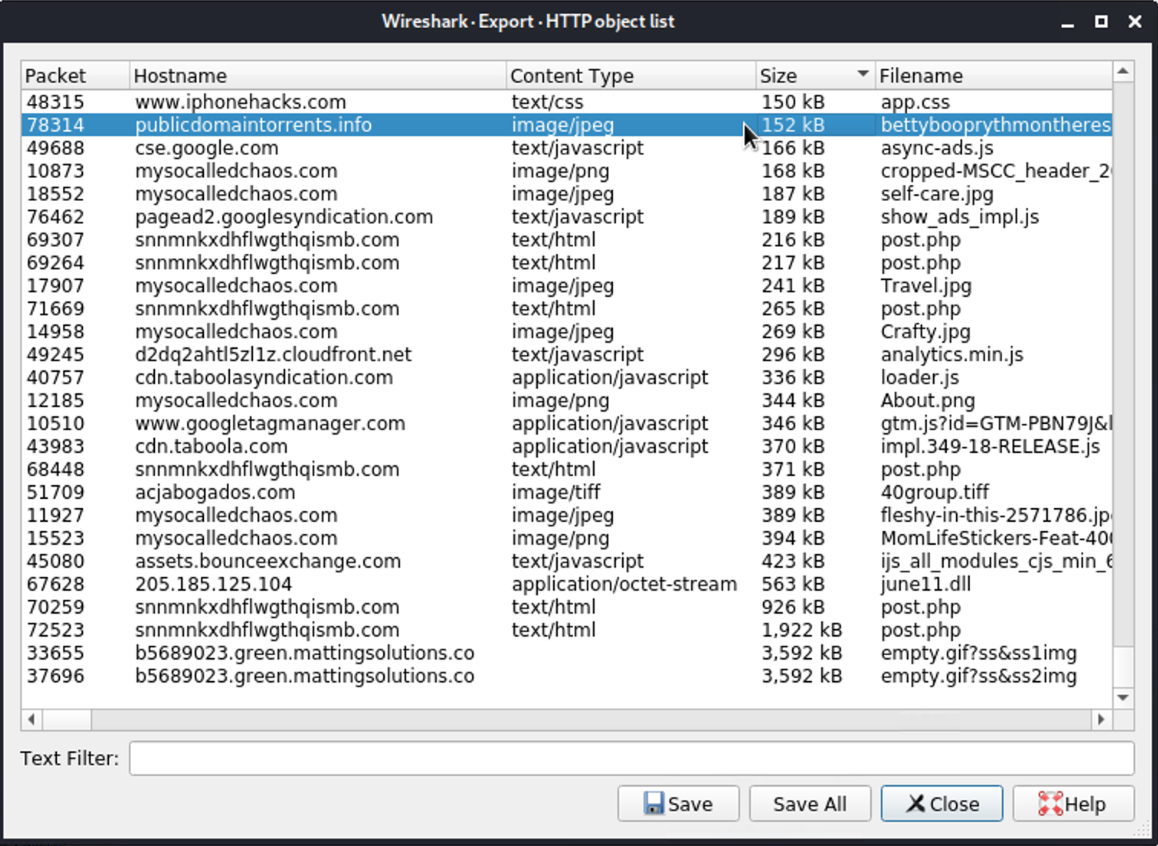 Wireshark · Export · HTTP object list
Packet Hostname Content Type Size Filename
48315 www.iphonehacks.com text/css 150 kB app.css
78314 publicdomaintorrents.info image/jpeg 152 kB bettybooprythmontheres
49688 cse.google.com text/javascript 166 kB async-ads.js
10873 mysocalledchaos.com image/png 168 kB cropped-MSCC_header_2
18552 mysocalledchaos.com image/jpeg 187 kB self-care.jpg
76462 pagead2.googlesyndication.com text/javascript 189 kB show_ads_impl.js
69307 snnmnkxdhflwgthqismb.com text/html 216 kB post.php
69264 snnmnkxdhflwgthqismb.com text/html 217 kB post.php
17907 mysocalledchaos.com image/jpeg 241 kB Travel.jpg
71669 snnmnkxdhflwgthqismb.com text/html 265 kB post.php
14958 mysocalledchaos.com image/jpeg 269 kB Crafty.jpg
49245 d2dq2ahtl5zl1z.cloudfront.net text/javascript 296 kB analytics.min.js
40757 cdn.taboolasyndication.com application/javascript 336 kB loader.js
12185 mysocalledchaos.com image/png 344 kB About.png
10510 www.googletagmanager.com application/javascript 346 kB gtm.js?id=GTM-PBN79J&l
43983 cdn.taboola.com application/javascript 370 kB impl.349-18-RELEASE.js
68448 snnmnkxdhflwgthqismb.com text/html 371 kB post.php
51709 acjabogados.com image/tiff 389 kB 40group.tiff
11927 mysocalledchaos.com image/jpeg 389 kB fleshy-in-this-2571786.jp
15523 mysocalledchaos.com image/png 394 kB MomLifeStickers-Feat-40
45080 assets.bounceexchange.com text/javascript 423 kB ijs_all_modules_cjs_min_6
67628 205.185.125.104 application/octet-stream 563 kB june11.dll
70259 snnmnkxdhflwgthqismb.com text/html 926 kB post.php
72523 snnmnkxdhflwgthqismb.com text/html 1,922 kB post.php
33655 b5689023.green.mattingsolutions.co 3,592 kB empty.gif?ss&ss1img
37696 b5689023.green.mattingsolutions.co 3,592 kB empty.gif?ss&ss2img
Text Filter:
Save Save All Close Help